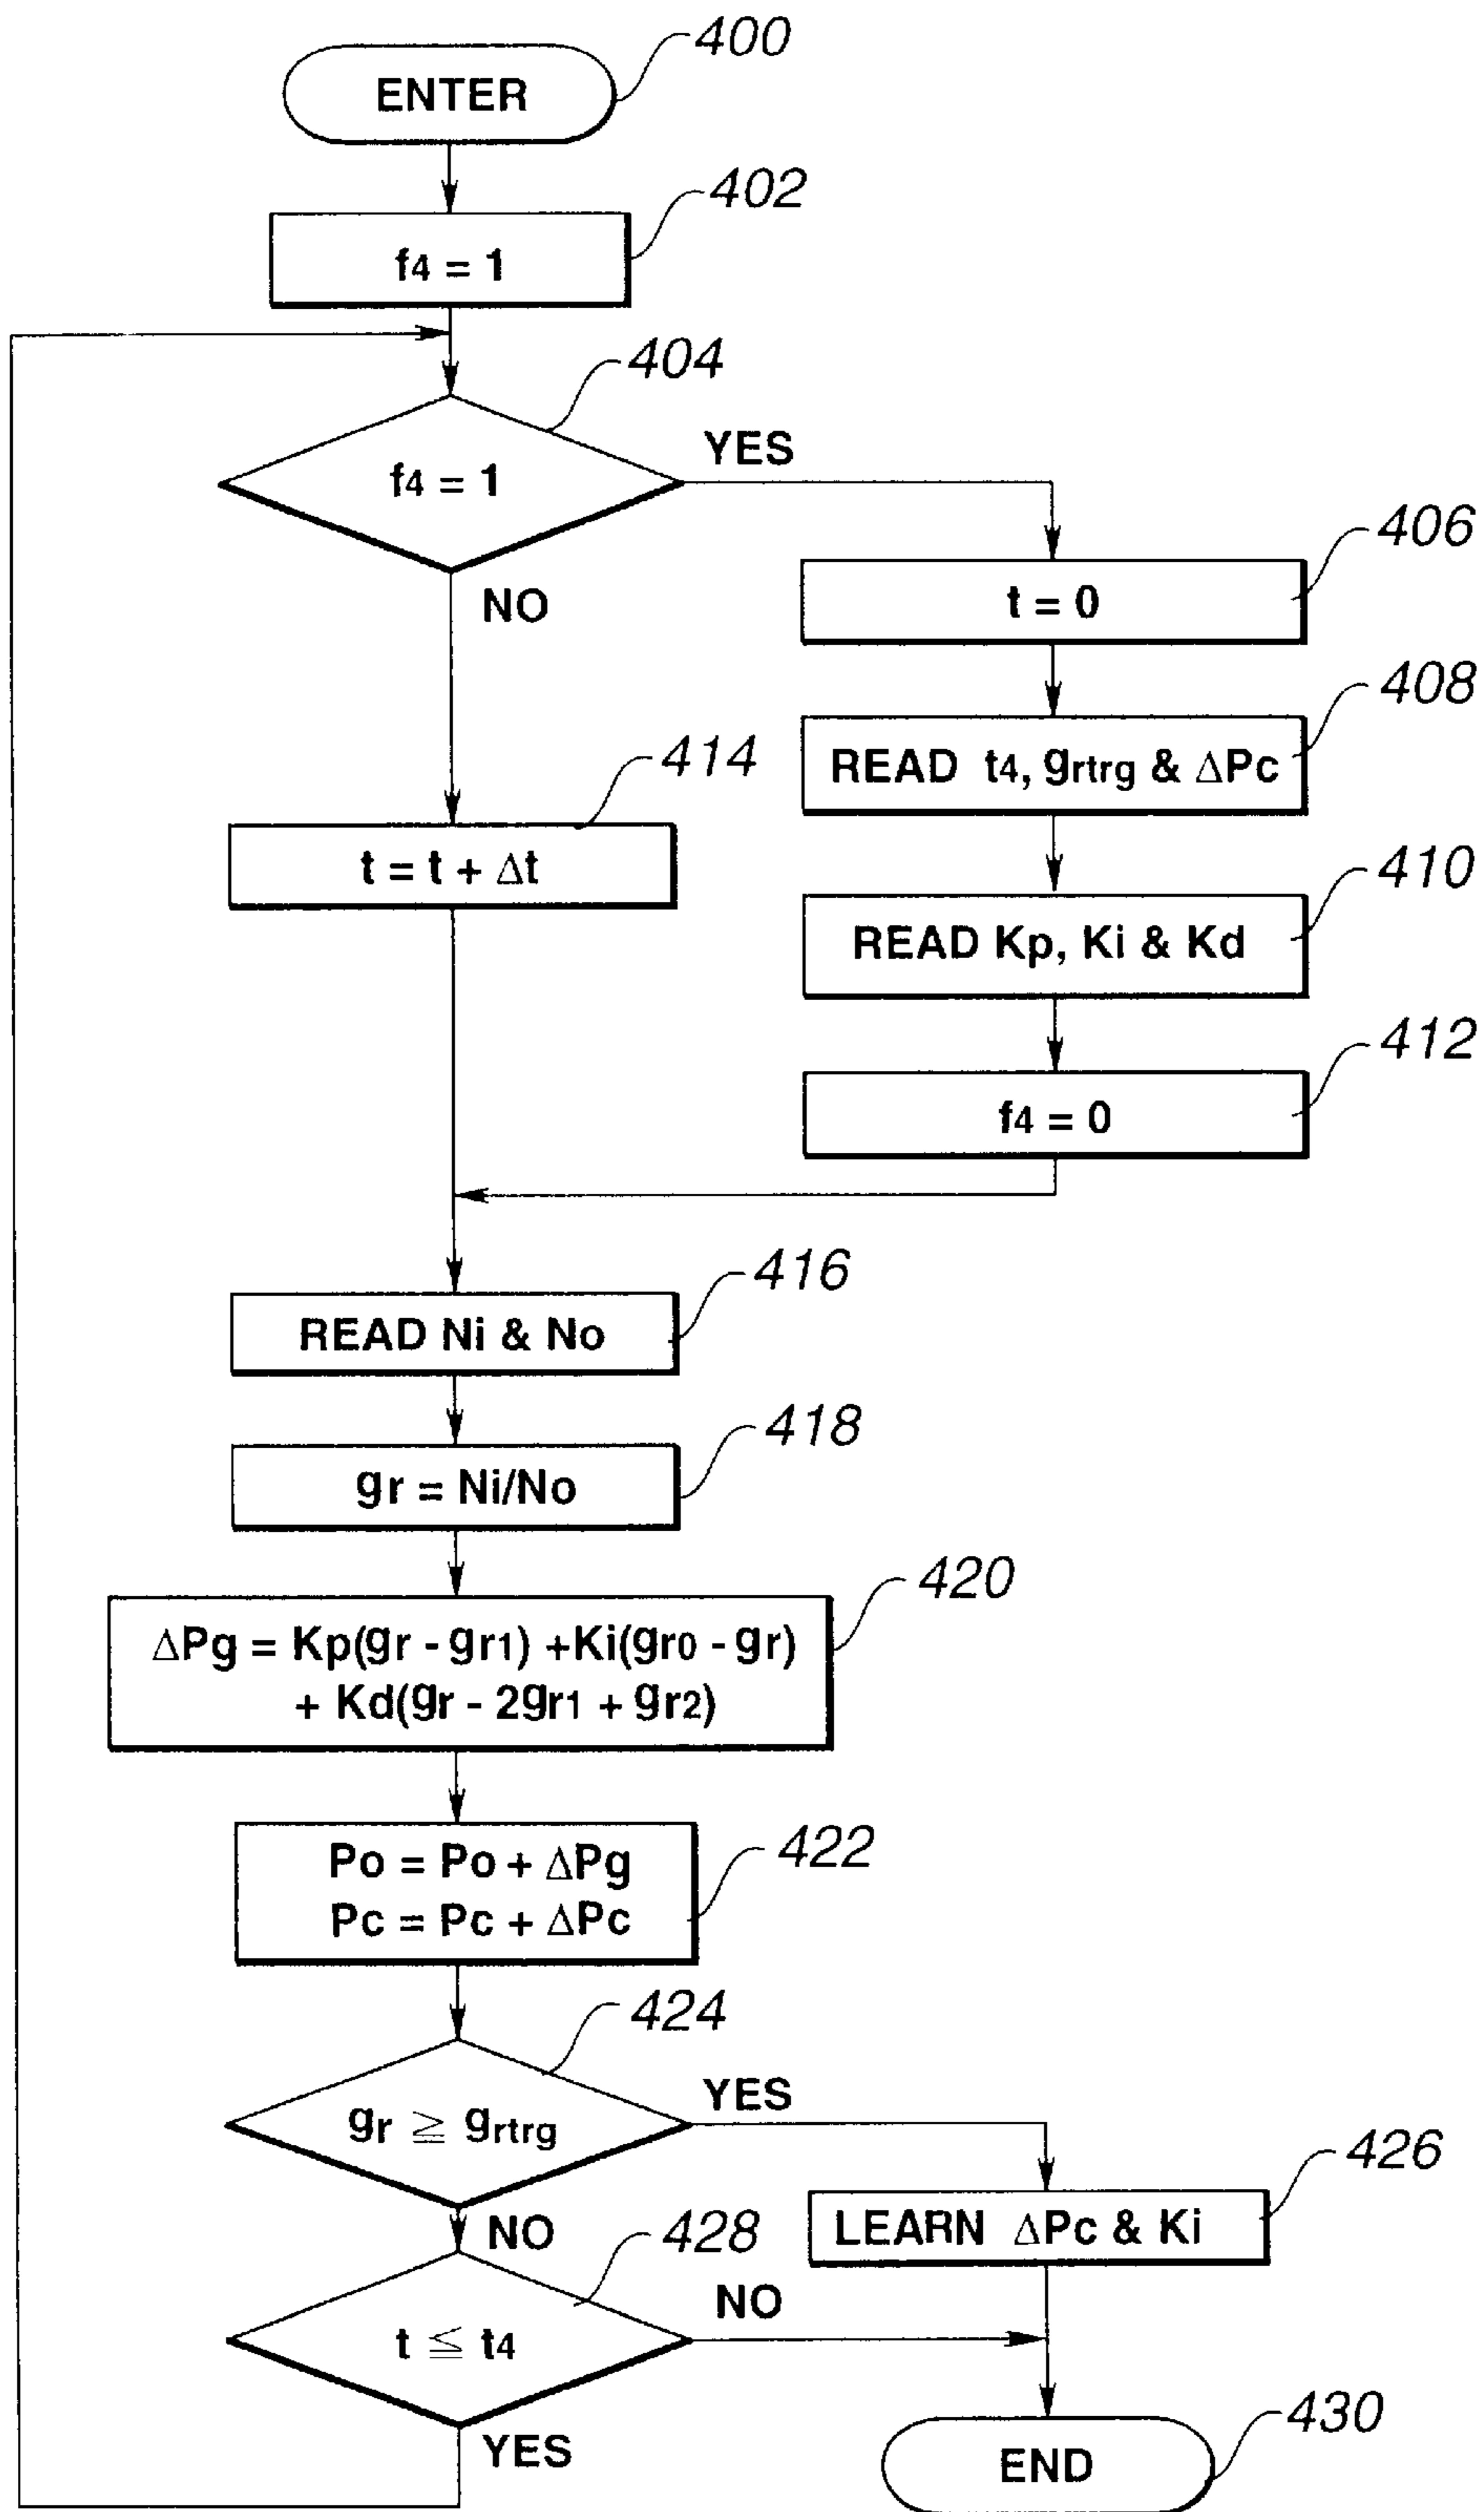 400
ENTER
402
f4 = 1
404
f4 = 1
YES
NO
406
t = 0
408
READ t4, grtrg & ΔPc
414
t = t + Δt
410
READ Kp, Ki & Kd
412
f4 = 0
416
READ Ni & No
418
gr = Ni/No
420
ΔPg = Kp(gr - gr1) +Ki(gr0 - gr)
+ Kd(gr - 2gr1 + gr2)
422
Po = Po + ΔPg
Pc = Pc + ΔPc
424
gr ≧ grtrg
YES
NO
426
LEARN ΔPc & Ki
428
t ≦ t4
NO
YES
430
END